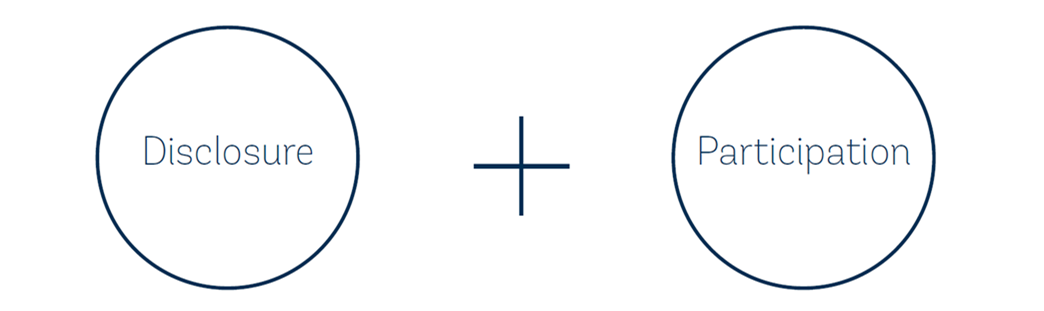 Disclosure
+
Participation